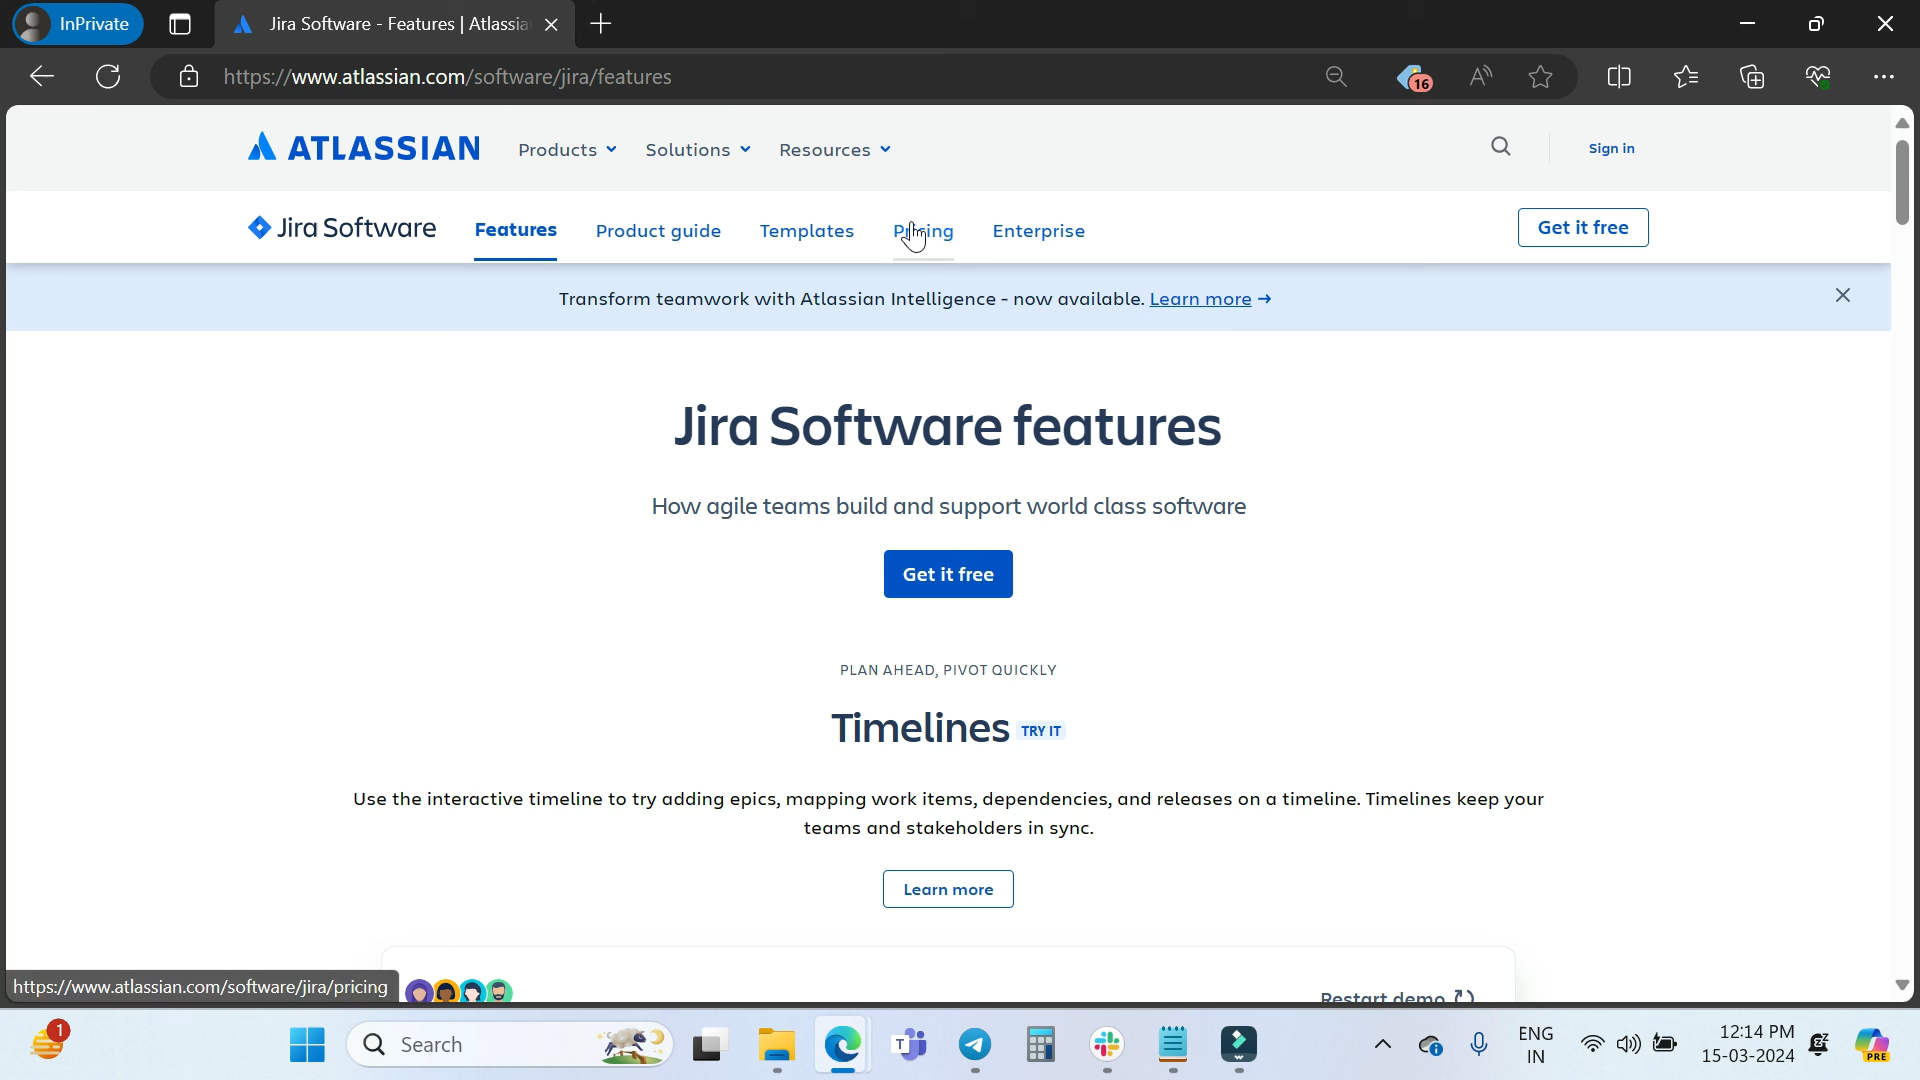 InPrivate
Jira Software - Features | Atlassia
https://www.atlassian.com/software/jira/features
16
ATLASSIAN Products Solutions Resources Sign in
Jira Software Features Product guide Templates Pricing Enterprise Get it free
Transform teamwork with Atlassian Intelligence - now available. Learn more →
Jira Software features
How agile teams build and support world class software
Get it free
PLAN AHEAD, PIVOT QUICKLY
Timelines TRY IT
Use the interactive timeline to try adding epics, mapping work items, dependencies, and releases on a timeline. Timelines keep your
teams and stakeholders in sync.
Learn more
https://www.atlassian.com/software/jira/pricing
Restart demo
1
Search
ENG
IN
12:14 PM
15-03-2024
PRE